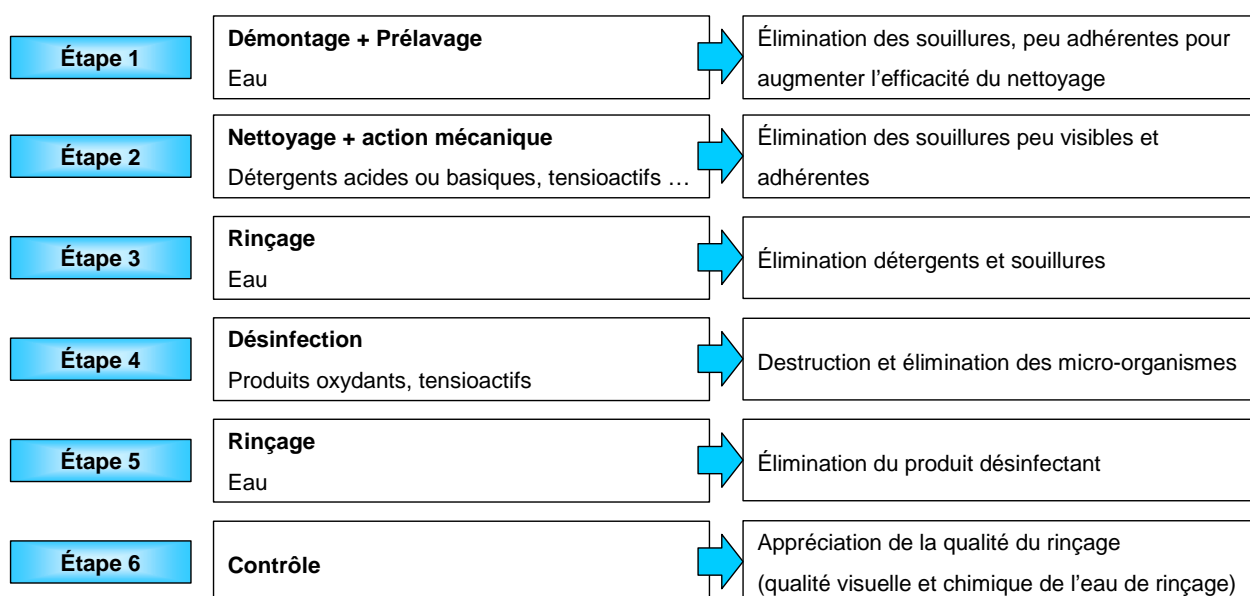 Étape 1
Démontage + Prélavage
Eau
Élimination des souillures, peu adhérentes pour
augmenter l'efficacité du nettoyage
Étape 2
Nettoyage + action mécanique
Détergents acides ou basiques, tensioactifs …
Élimination des souillures peu visibles et
adhérentes
Étape 3
Rinçage
Eau
Élimination détergents et souillures
Étape 4
Désinfection
Produits oxydants, tensioactifs
Destruction et élimination des micro-organismes
Étape 5
Rinçage
Eau
Élimination du produit désinfectant
Étape 6
Contrôle
Appréciation de la qualité du rinçage
(qualité visuelle et chimique de l'eau de rinçage)